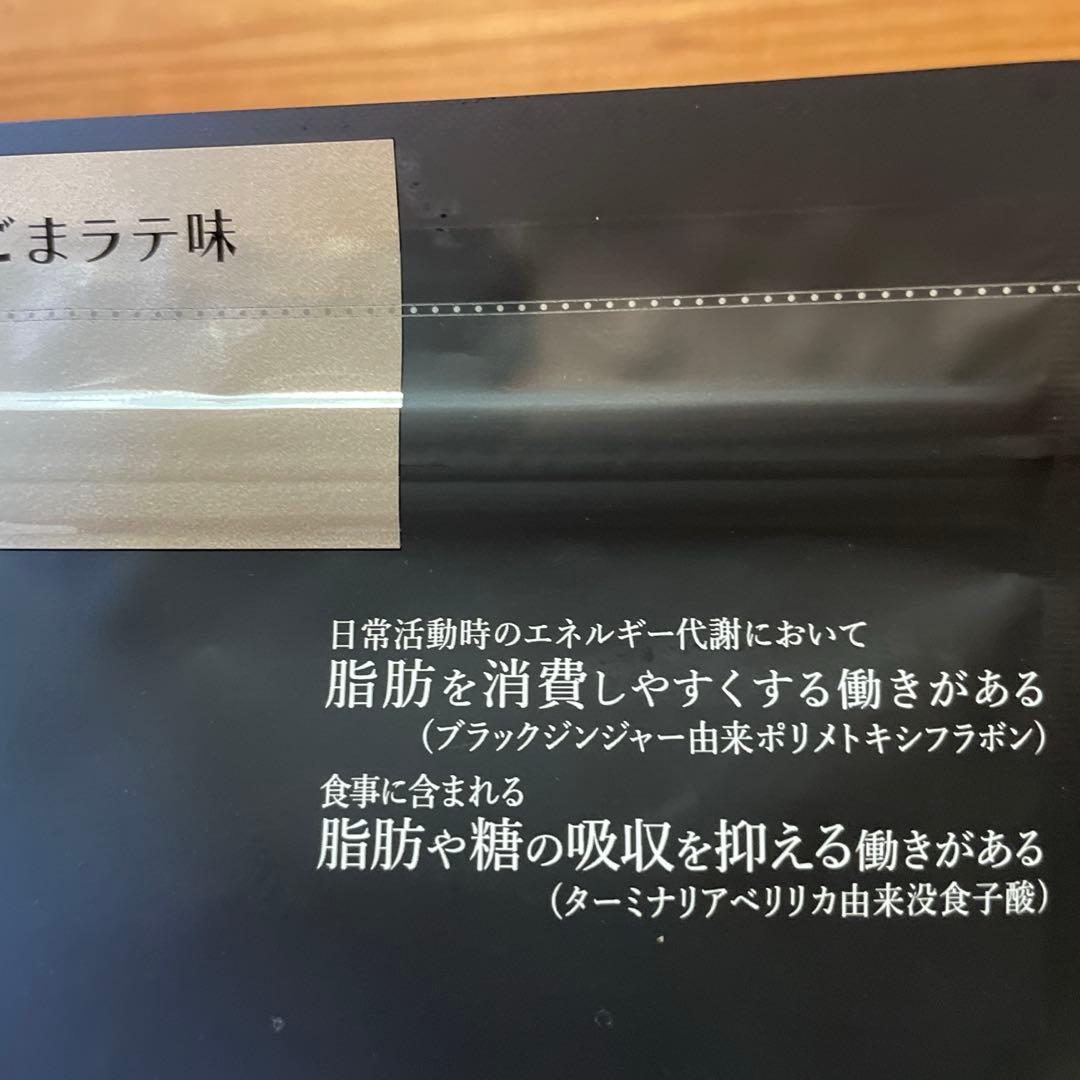 ごまラテ味
日常活動時のエネルギー代謝において
脂肪を消費しやすくする働きがある
(ブラックジンジャー由来ポリメトキシフラボン)
食事に含まれる
脂肪や糖の吸収を抑える働きがある
(ターミナリアベリリカ由来没食子酸)